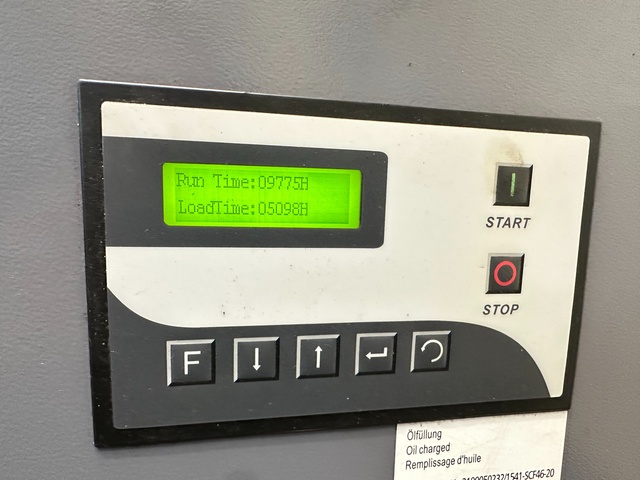 Run Time:09775H
LoadTime:05098H
START
STOP
F
Ölfüllung
Oil charged
Remplissage d'huile